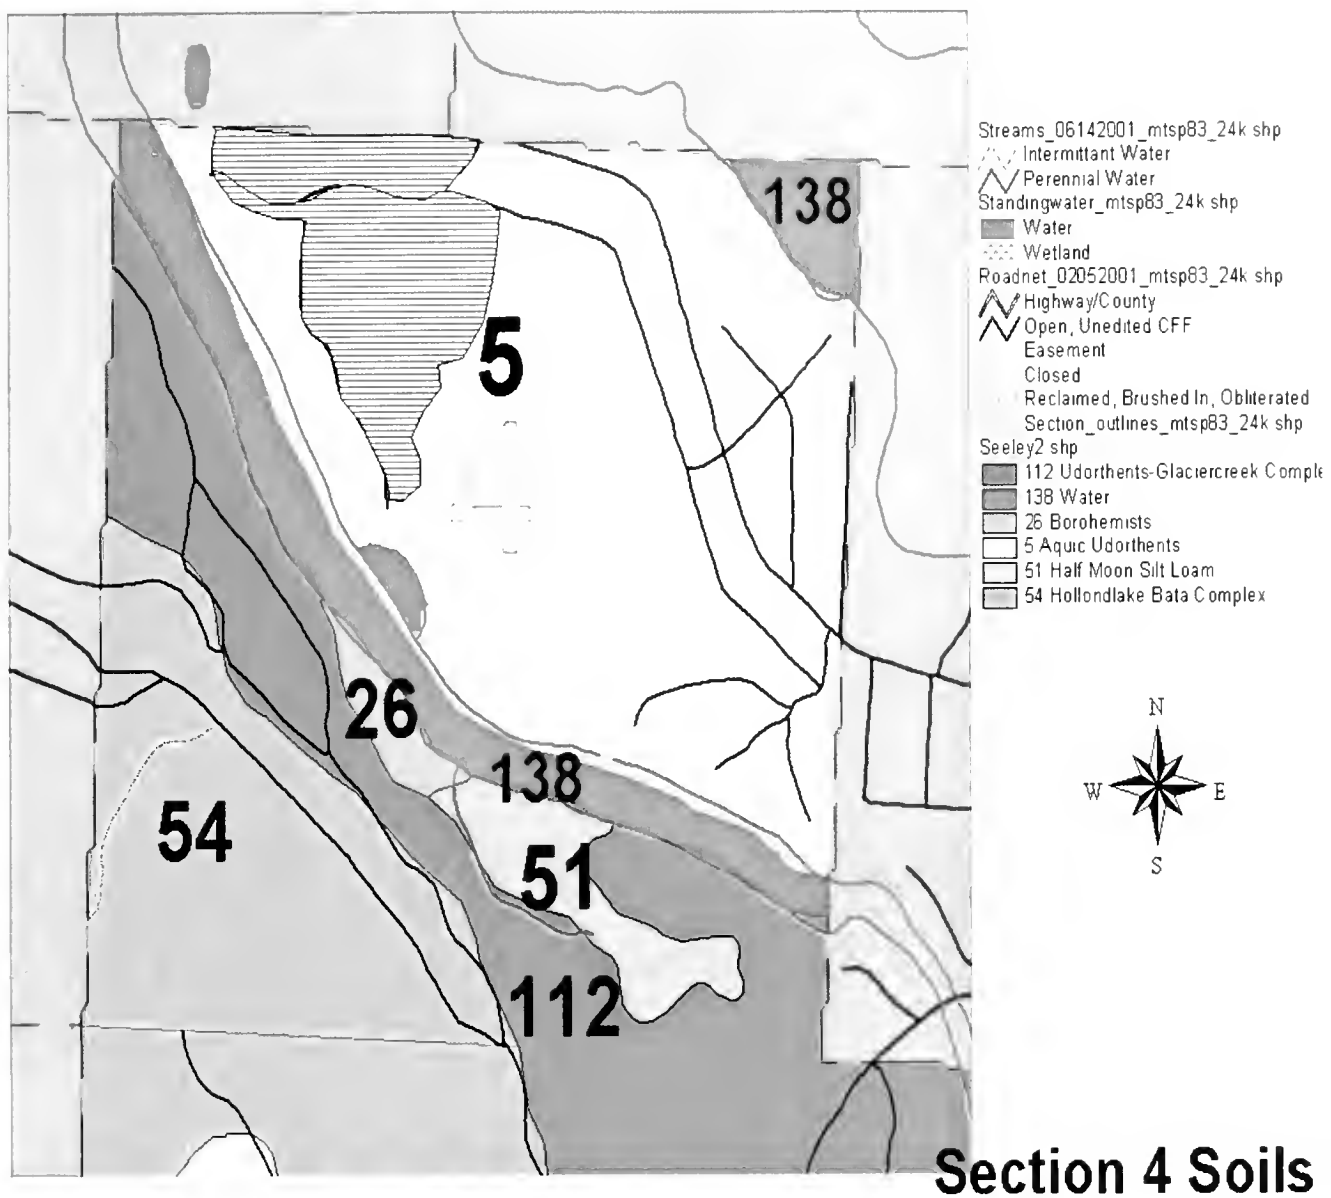 5
138
26
138
54
51
112
Streams_06142001_mtsp83_24k shp
Intermittant Water
Perennial Water
Standingwater_mtsp83_24k shp
Water
Wetland
Roadnet_02052001_mtsp83_24k shp
Highway/County
Open, Unedited CFF
Easement
Closed
Reclaimed, Brushed In, Obliterated
Section_outlines_mtsp83_24k shp
Seeley2 shp
112 Udorthents-Glaciercreek Comple
138 Water
26 Borohemists
5 Aquic Udorthents
51 Half Moon Silt Loam
54 Hollondlake Bata Complex
N
W E
S
Section 4 Soils